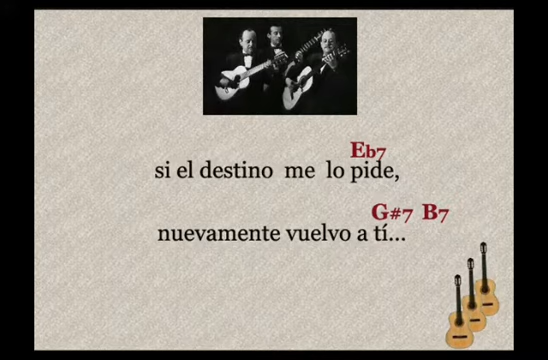 Eb7
si el destino me lo pide,
G#7 B7
nuevamente vuelvo a tí...